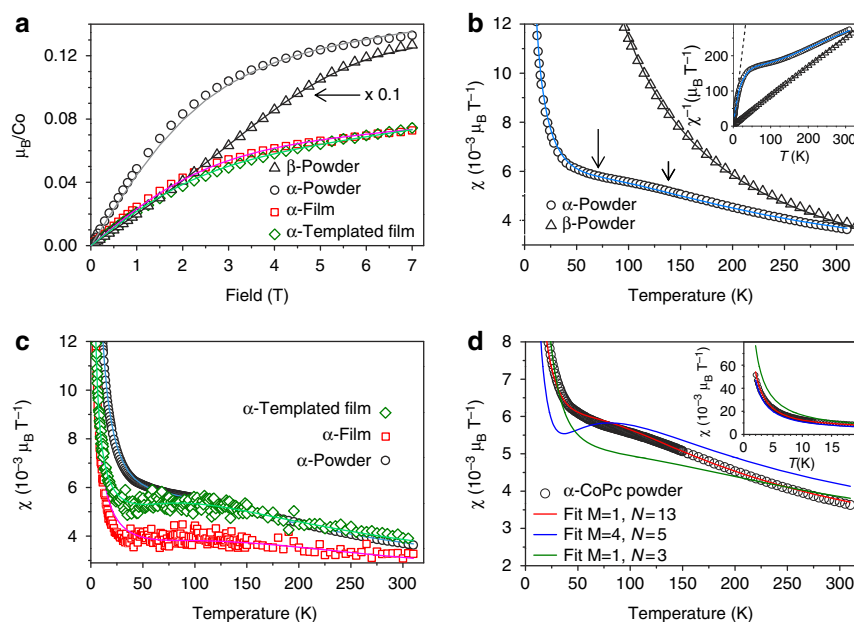 a
μB/Co
0.12
0.08
0.04
0.00
x 0.1
β-Powder
α-Powder
α-Film
α-Templated film
0 1 2 3 4 5 6 7
Field (T)
b
χ (10⁻³ μB T⁻¹)
12
10
8
6
4
χ⁻¹(μB T⁻¹)
200
100
0
0 100 200 300
T (K)
α-Powder
β-Powder
0 50 100 150 200 250 300
Temperature (K)
c
χ (10⁻³ μB T⁻¹)
12
10
8
6
4
α-Templated film
α-Film
α-Powder
0 50 100 150 200 250 300
Temperature (K)
d
χ (10⁻³ μB T⁻¹)
8
7
6
5
4
3
2
χ (10⁻³ μB T⁻¹)
80
60
40
20
0
0 5 10 15
T(K)
α-CoPc powder
Fit M=1, N=13
Fit M=4, N=5
Fit M=1, N=3
0 50 100 150 200 250 300
Temperature (K)